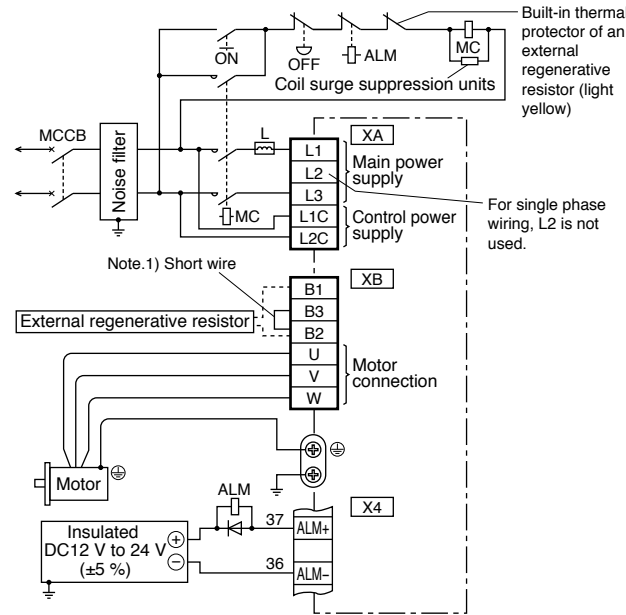 Built-in thermal
protector of an
external
regenerative
resistor (light
yellow)
ON
OFF
ALM
MC
Coil surge suppression units
MCCB
Noise filter
L
XA
L1
L2
L3
L1C
L2C
Main power
supply
Control power
supply
MC
For single phase
wiring, L2 is not
used.
Note.1) Short wire
XB
External regenerative resistor
B1
B3
B2
U
V
W
Motor
connection
Motor
ALM
X4
Insulated
DC12 V to 24 V
(±5 %)
+
−
37
ALM+
36
ALM−